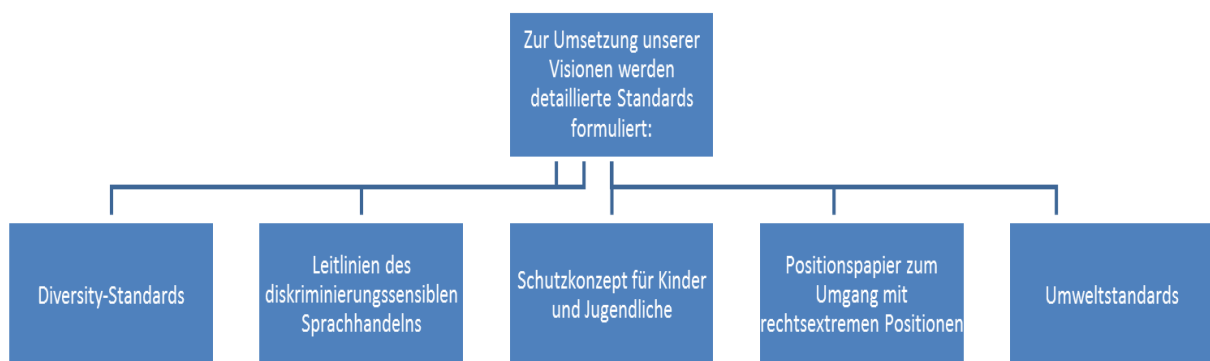 Zur Umsetzung unserer
Visionen werden
detaillierte Standards
formuliert:
Diversity-Standards
Leitlinien des
diskriminierungssensiblen
Sprachhandelns
Schutzkonzept für Kinder
und Jugendliche
Positionspapier zum
Umgang mit
rechtsextremen Positionen
Umweltstandards